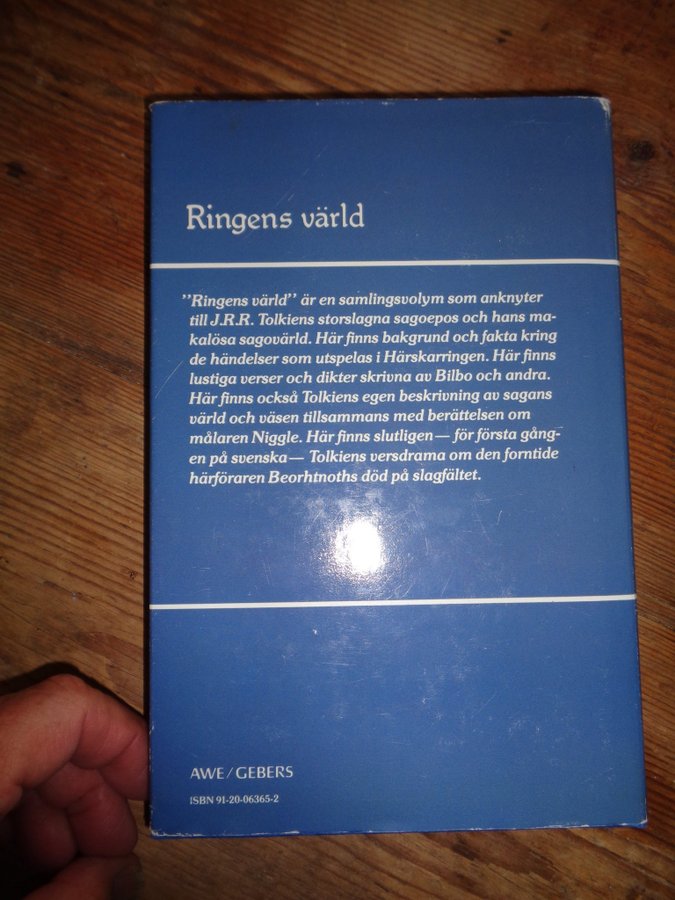 Ringens värld
”Ringens värld” är en samlingsvolym som anknyter
till J.R.R. Tolkiens storslagna sagoepos och hans ma-
kalösa sagovärld. Här finns bakgrund och fakta kring
de händelser som utspelas i Härskarringen. Här finns
lustiga verser och dikter skrivna av Bilbo och andra.
Här finns också Tolkiens egen beskrivning av sagans
värld och väsen tillsammans med berättelsen om
målaren Niggle. Här finns slutligen — för första gång-
en på svenska — Tolkiens versdrama om den forntide
härföraren Beorhtnoths död på slagfältet.
AWE/GEBERS
ISBN 91-20-06365-2